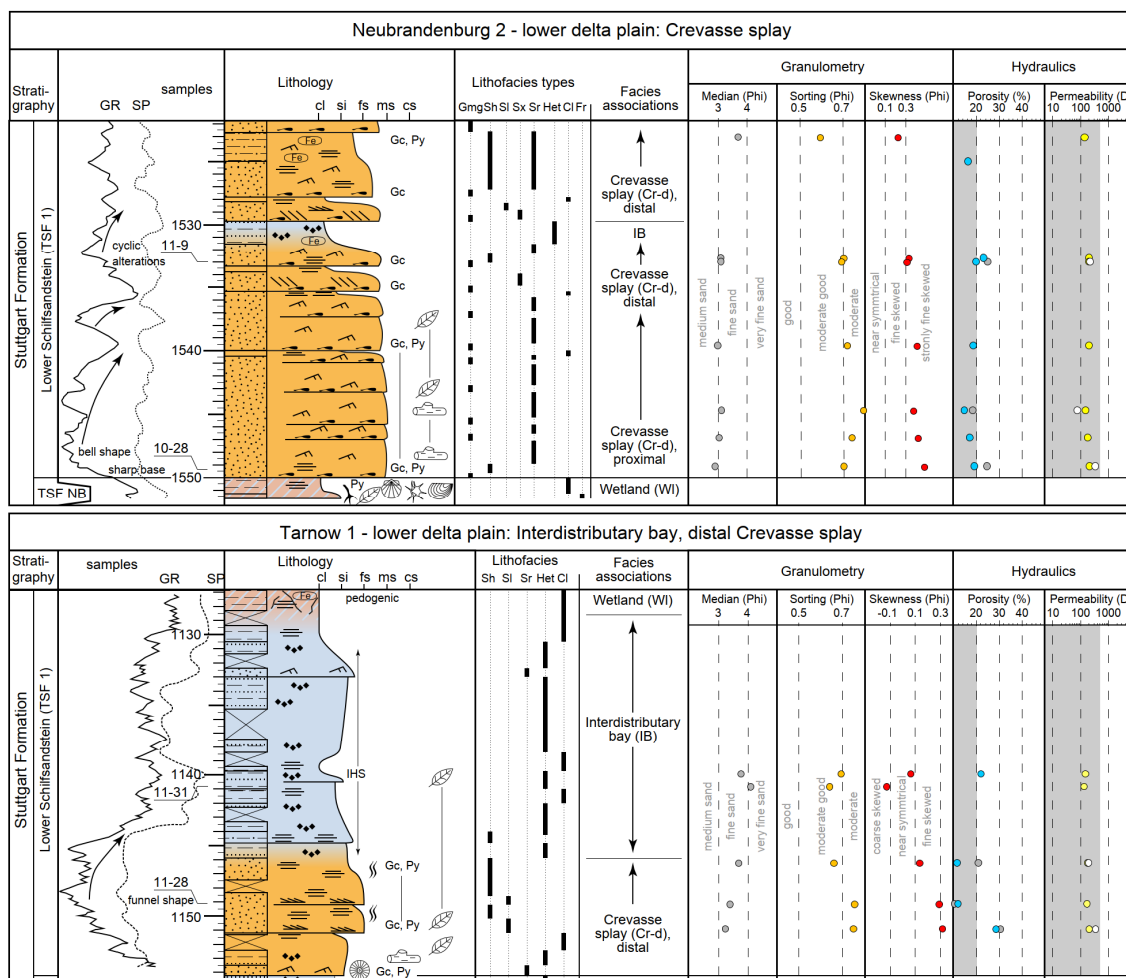 Neubrandenburg 2 - lower delta plain: Crevasse splay
Strati-
graphy
GR
SP
samples
Lithology
cl si fs ms cs
Lithofacies types
Gmg Sh Sl Sx Sr Het Cl Fr
Facies
associations
Granulometry
Median (Phi)
3 4
Sorting (Phi)
0.5 0.7
Skewness (Phi)
0.1 0.3
Hydraulics
Porosity (%)
20 30 40
Permeability (D
10 100 1000
Stuttgart Formation
Lower Schilfsandstein (TSF 1)
TSF NB
1530
1540
1550
cyclic
alterations
11-9
bell shape
sharp base
10-28
Fe
Fe
Fe
Gc, Py
Gc
Gc
Gc, Py
Gc, Py
Py
Crevasse
splay (Cr-d),
distal
IB
Crevasse
splay (Cr-d),
distal
Crevasse
splay (Cr-d),
proximal
Wetland (WI)
medium sand
fine sand
very fine sand
good
moderate good
moderate
near symmtrical
fine skewed
stronly fine skewed
Tarnow 1 - lower delta plain: Interdistributary bay, distal Crevasse splay
Strati-
graphy
samples
GR
SP
Lithology
cl si fs ms cs
Lithofacies
Sh Sl Sr Het Cl
Facies
associations
Granulometry
Median (Phi)
3 4
Sorting (Phi)
0.5 0.7
Skewness (Phi)
-0.1 0.1 0.3
Hydraulics
Porosity (%)
20 30 40
Permeability (D
10 100 1000
Stuttgart Formation
Lower Schilfsandstein (TSF 1)
1130
1140
1150
11-31
11-28
funnel shape
Fe
pedogenic
IHS
Gc, Py
Gc, Py
Gc, Py
Wetland (WI)
Interdistributary
bay (IB)
Crevasse
splay (Cr-d),
distal
medium sand
fine sand
very fine sand
good
moderate good
moderate
coarse skewed
near symmtrical
fine skewed